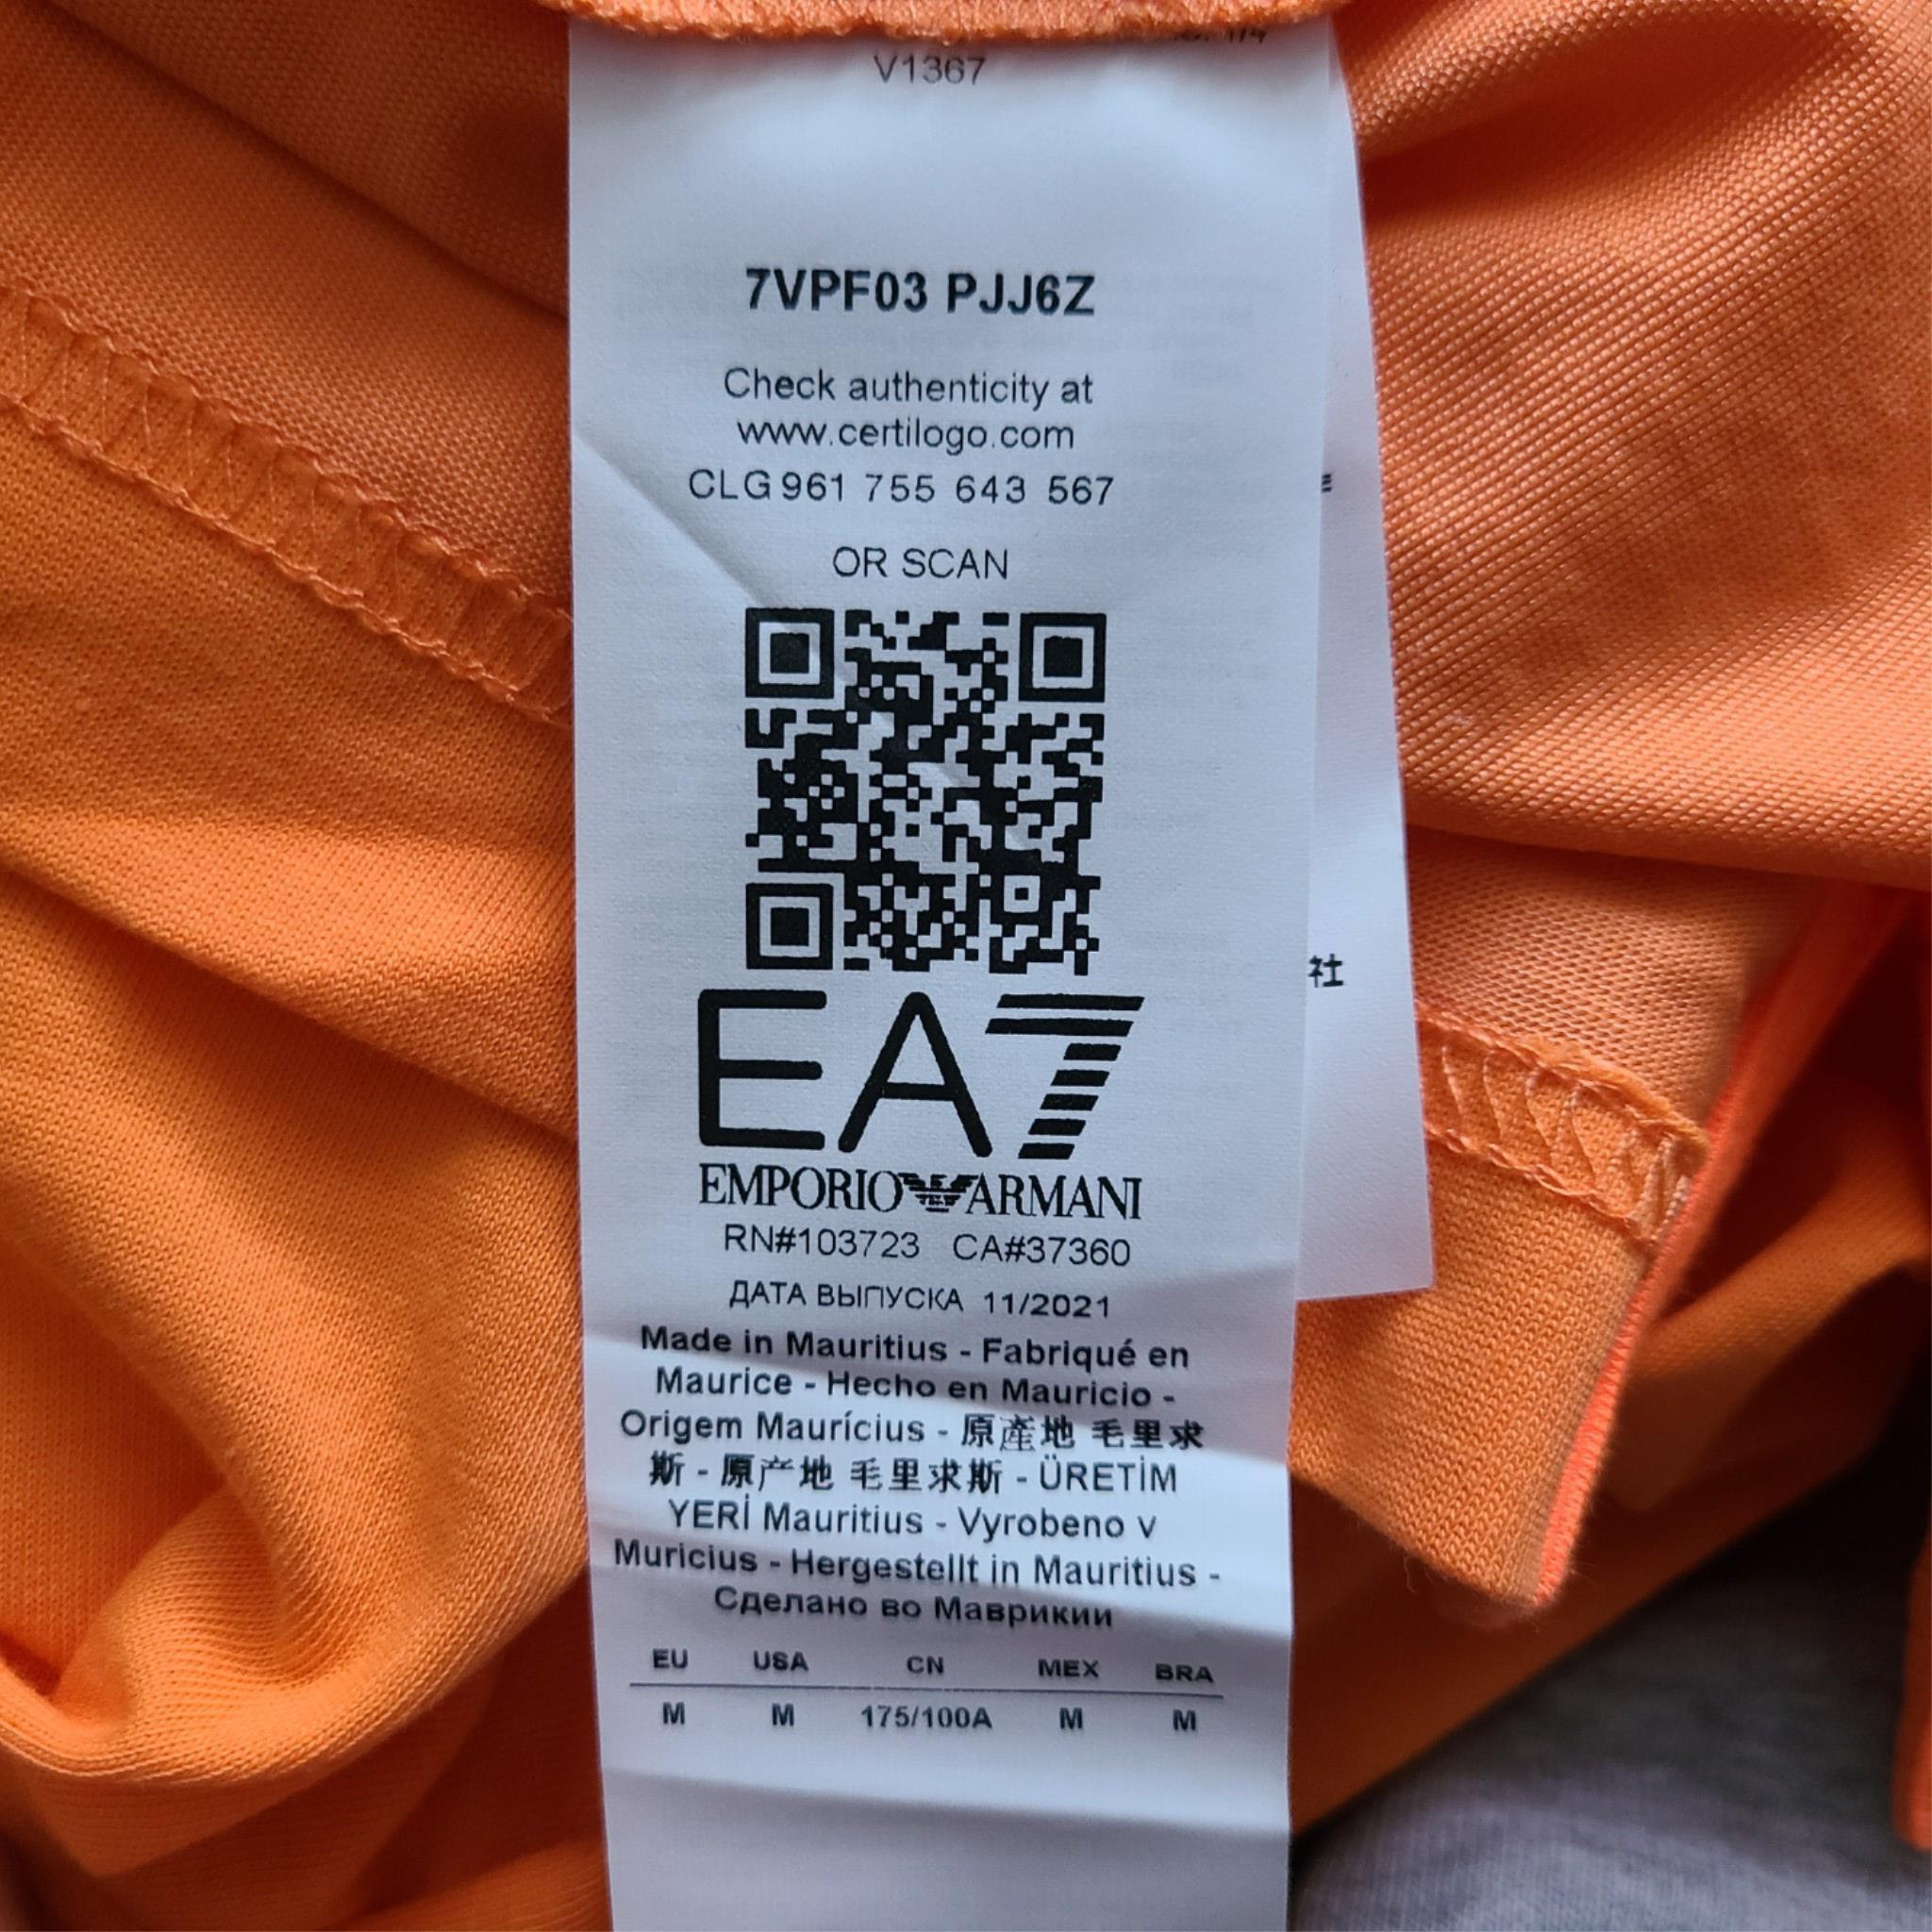 V1367
7VPF03 PJJ6Z
Check authenticity at
www.certilogo.com
CLG 961 755 643 567
OR SCAN
EA7
EMPORIO ARMANI
RN#103723 CA#37360
ДАТА ВЫПУСКА 11/2021
Made in Mauritius - Fabriqué en
Maurice - Hecho en Mauricio -
Origem Maurícius - 原產地 毛里求
斯 - 原产地 毛里求斯 - ÜRETİM
YERİ Mauritius - Vyrobeno v
Muricius - Hergestellt in Mauritius -
Сделано во Маврикии
EU USA CN MEX BRA
M M 175/100A M M
社